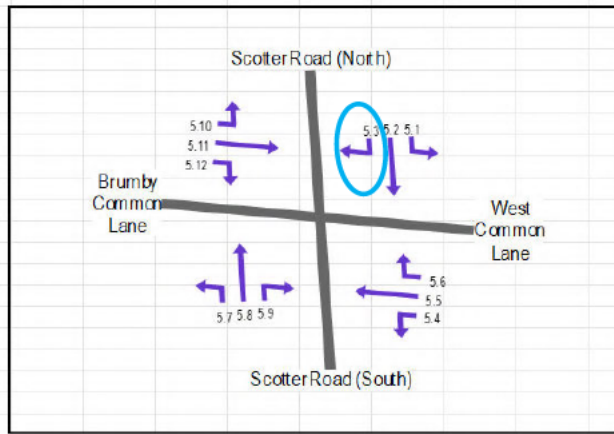 Scotter Road (North)
5.10
5.11
5.12
5.3 5.2 5.1
Brumby
Common
Lane
West
Common
Lane
5.6
5.5
5.4
5.7 5.8 5.9
Scotter Road (South)